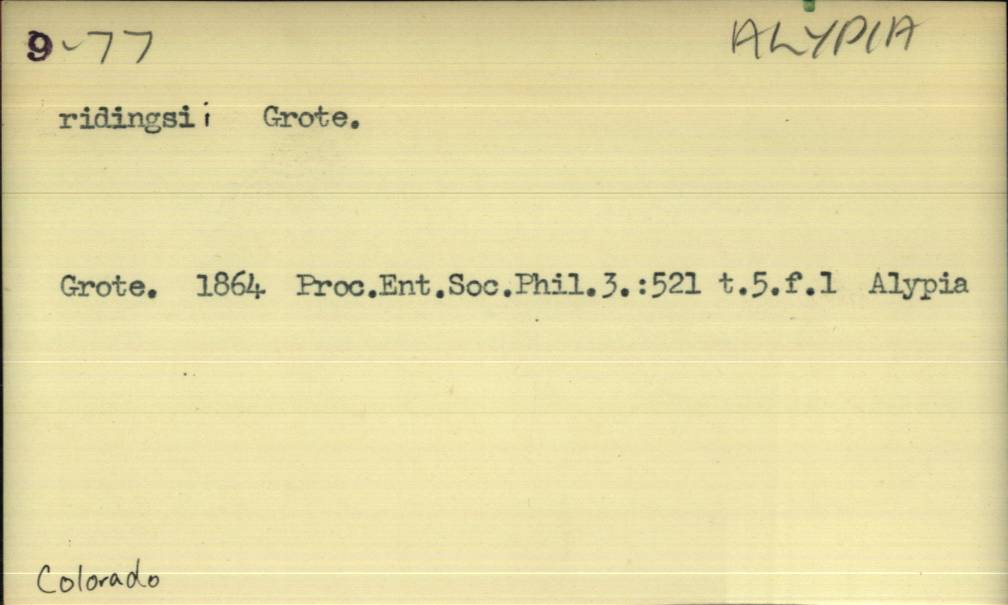 9-77 ALYPIA
ridingsii Grote.
Grote. 1864 Proc.Ent.Soc.Phil.3.:521 t.5.f.1 Alypia
Colorado